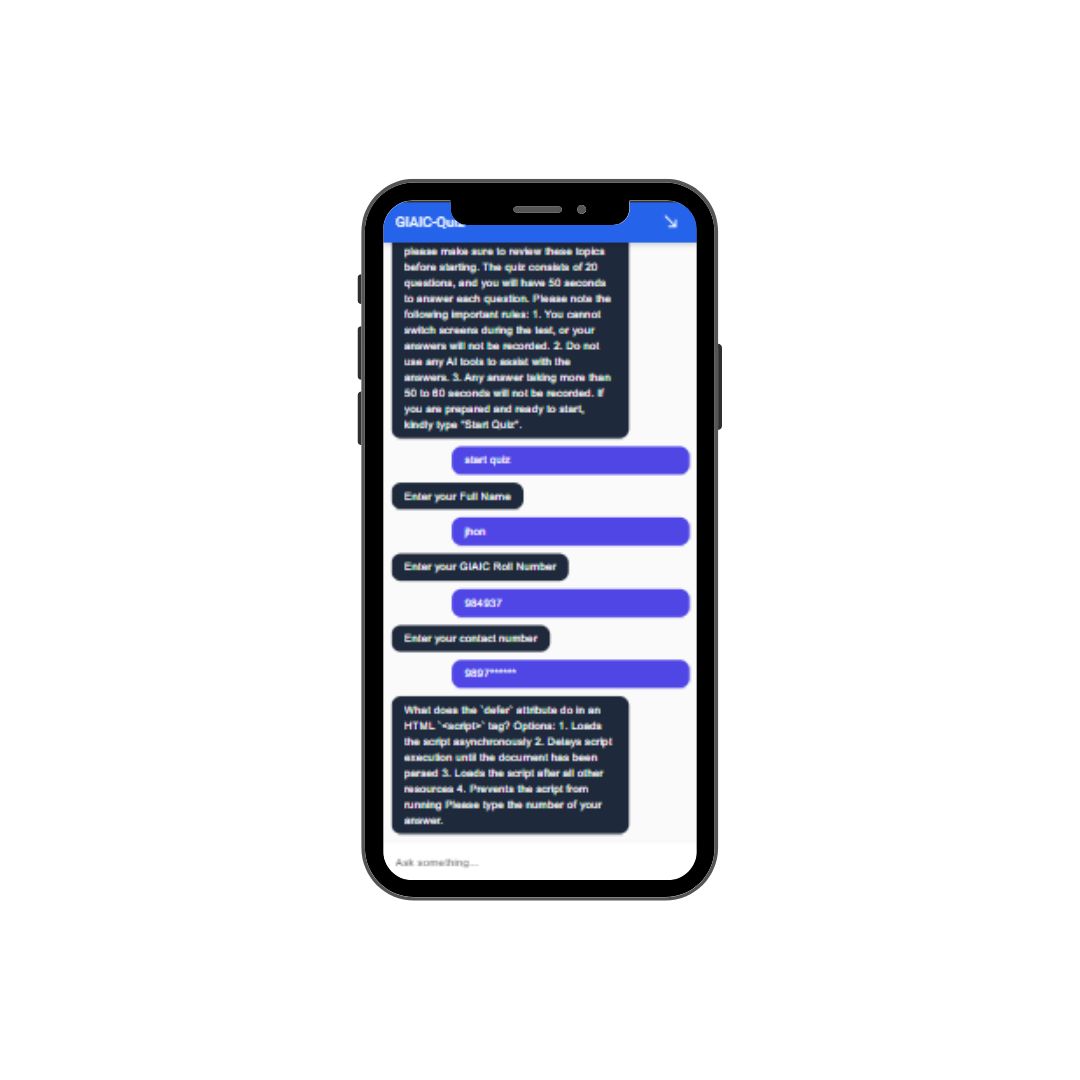 GIAIC-Quiz
please make sure to review these topics
before starting. The quiz consists of 20
questions, and you will have 50 seconds
to answer each question. Please note the
following important rules: 1. You cannot
switch screens during the test, or your
answers will not be recorded. 2. Do not
use any AI tools to assist with the
answers. 3. Any answer taking more than
50 to 60 seconds will not be recorded. If
you are prepared and ready to start,
kindly type "Start Quiz".
start quiz
Enter your Full Name
jhon
Enter your GIAIC Roll Number
984937
Enter your contact number
9897******
What does the `defer` attribute do in an
HTML `<script>` tag? Options: 1. Loads
the script asynchronously 2. Delays script
execution until the document has been
parsed 3. Loads the script after all other
resources 4. Prevents the script from
running Please type the number of your
answer.
Ask something...